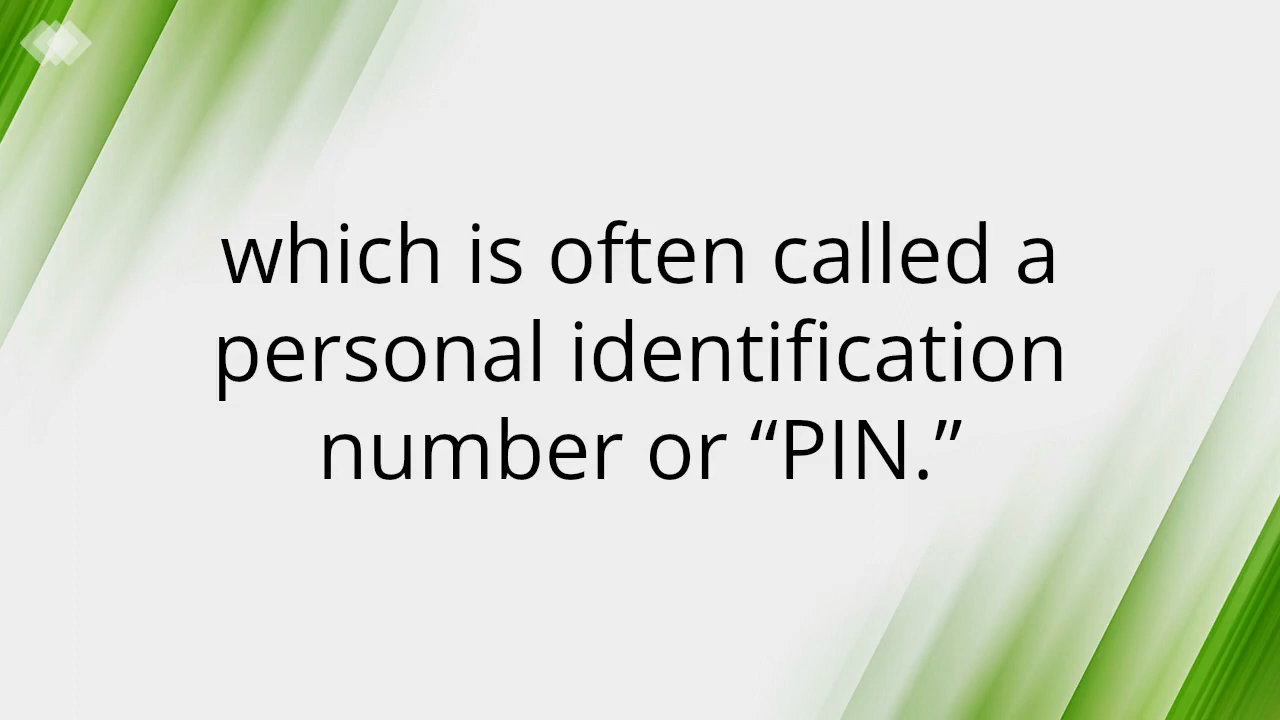 which is often called a
personal identification
number or “PIN.”